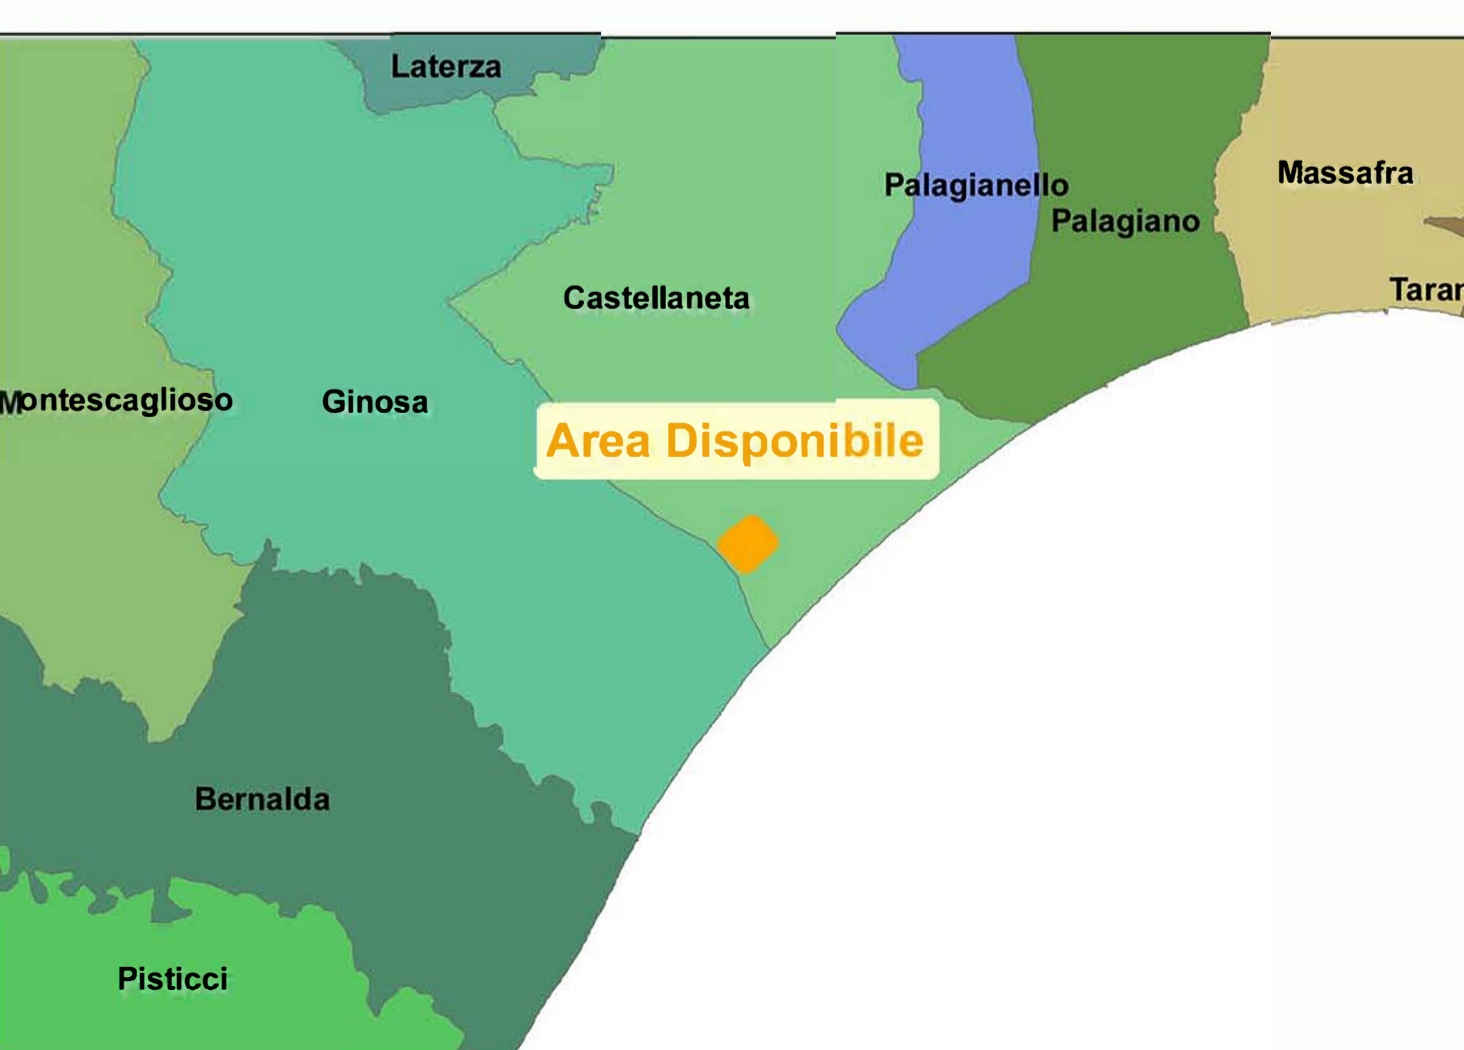 Laterza
Massafra
Palagianello
Palagiano
Taran
Castellaneta
Montescaglioso
Ginosa
Area Disponibile
Bernalda
Pisticci